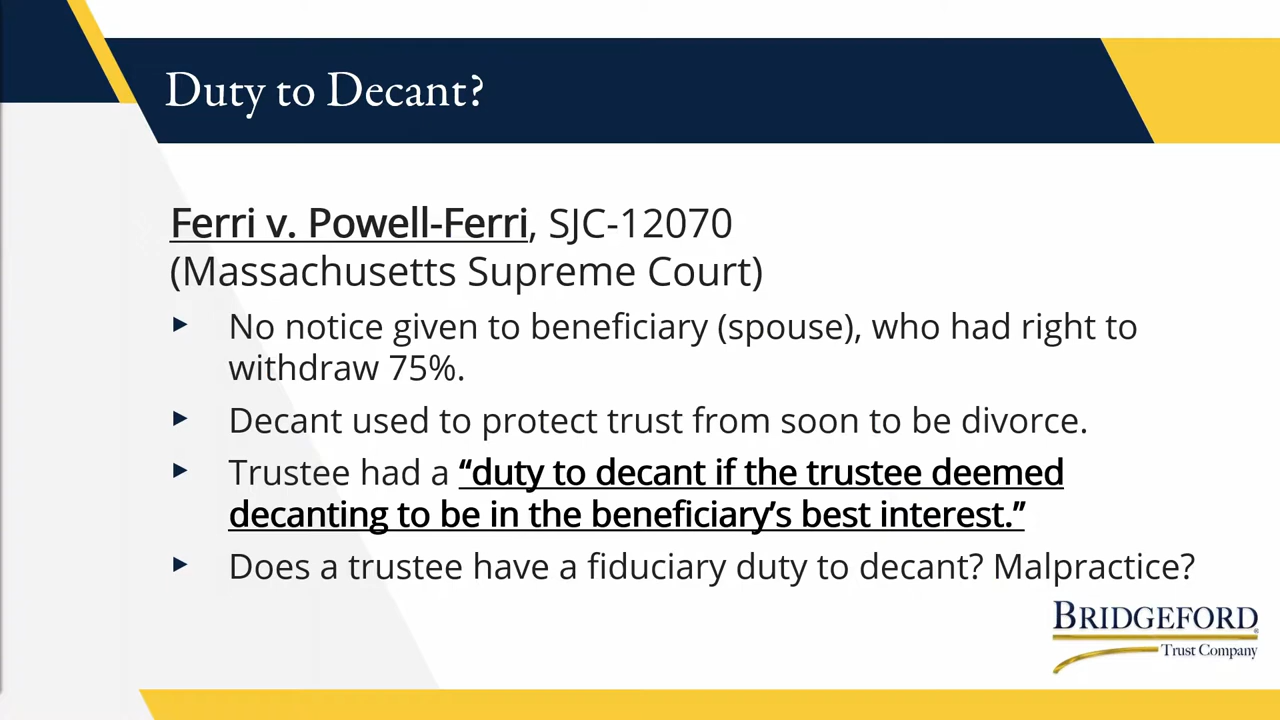 Duty to Decant?
Ferri v. Powell-Ferri, SJC-12070
(Massachusetts Supreme Court)
No notice given to beneficiary (spouse), who had right to
withdraw 75%.
Decant used to protect trust from soon to be divorce.
Trustee had a “duty to decant if the trustee deemed
decanting to be in the beneficiary’s best interest.”
Does a trustee have a fiduciary duty to decant? Malpractice?
BRIDGEFORD®
Trust Company